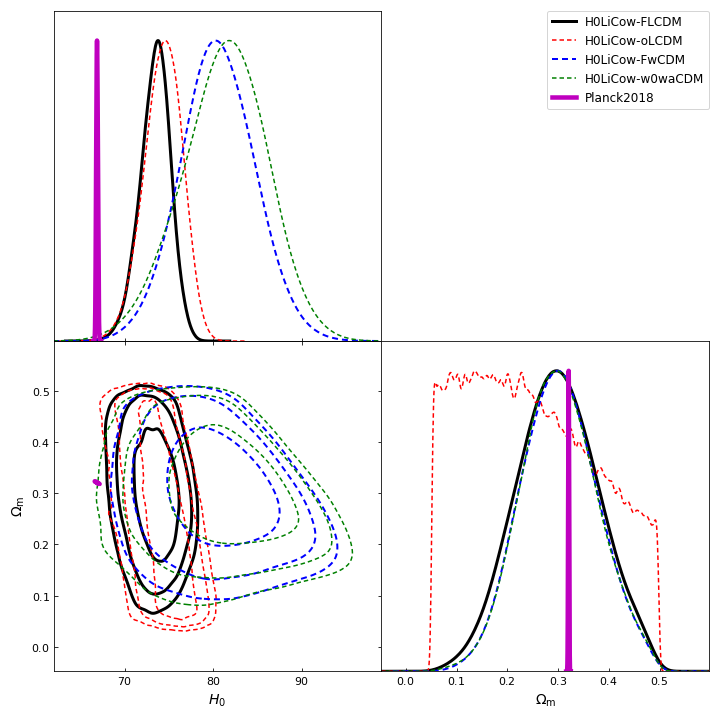 H0LiCow-FLCDM
H0LiCow-oLCDM
H0LiCow-FwCDM
H0LiCow-w0waCDM
Planck2018
0.5
0.4
0.3
0.2
0.1
0.0
Ωm
70 80 90
H0
0.0 0.1 0.2 0.3 0.4 0.5
Ωm